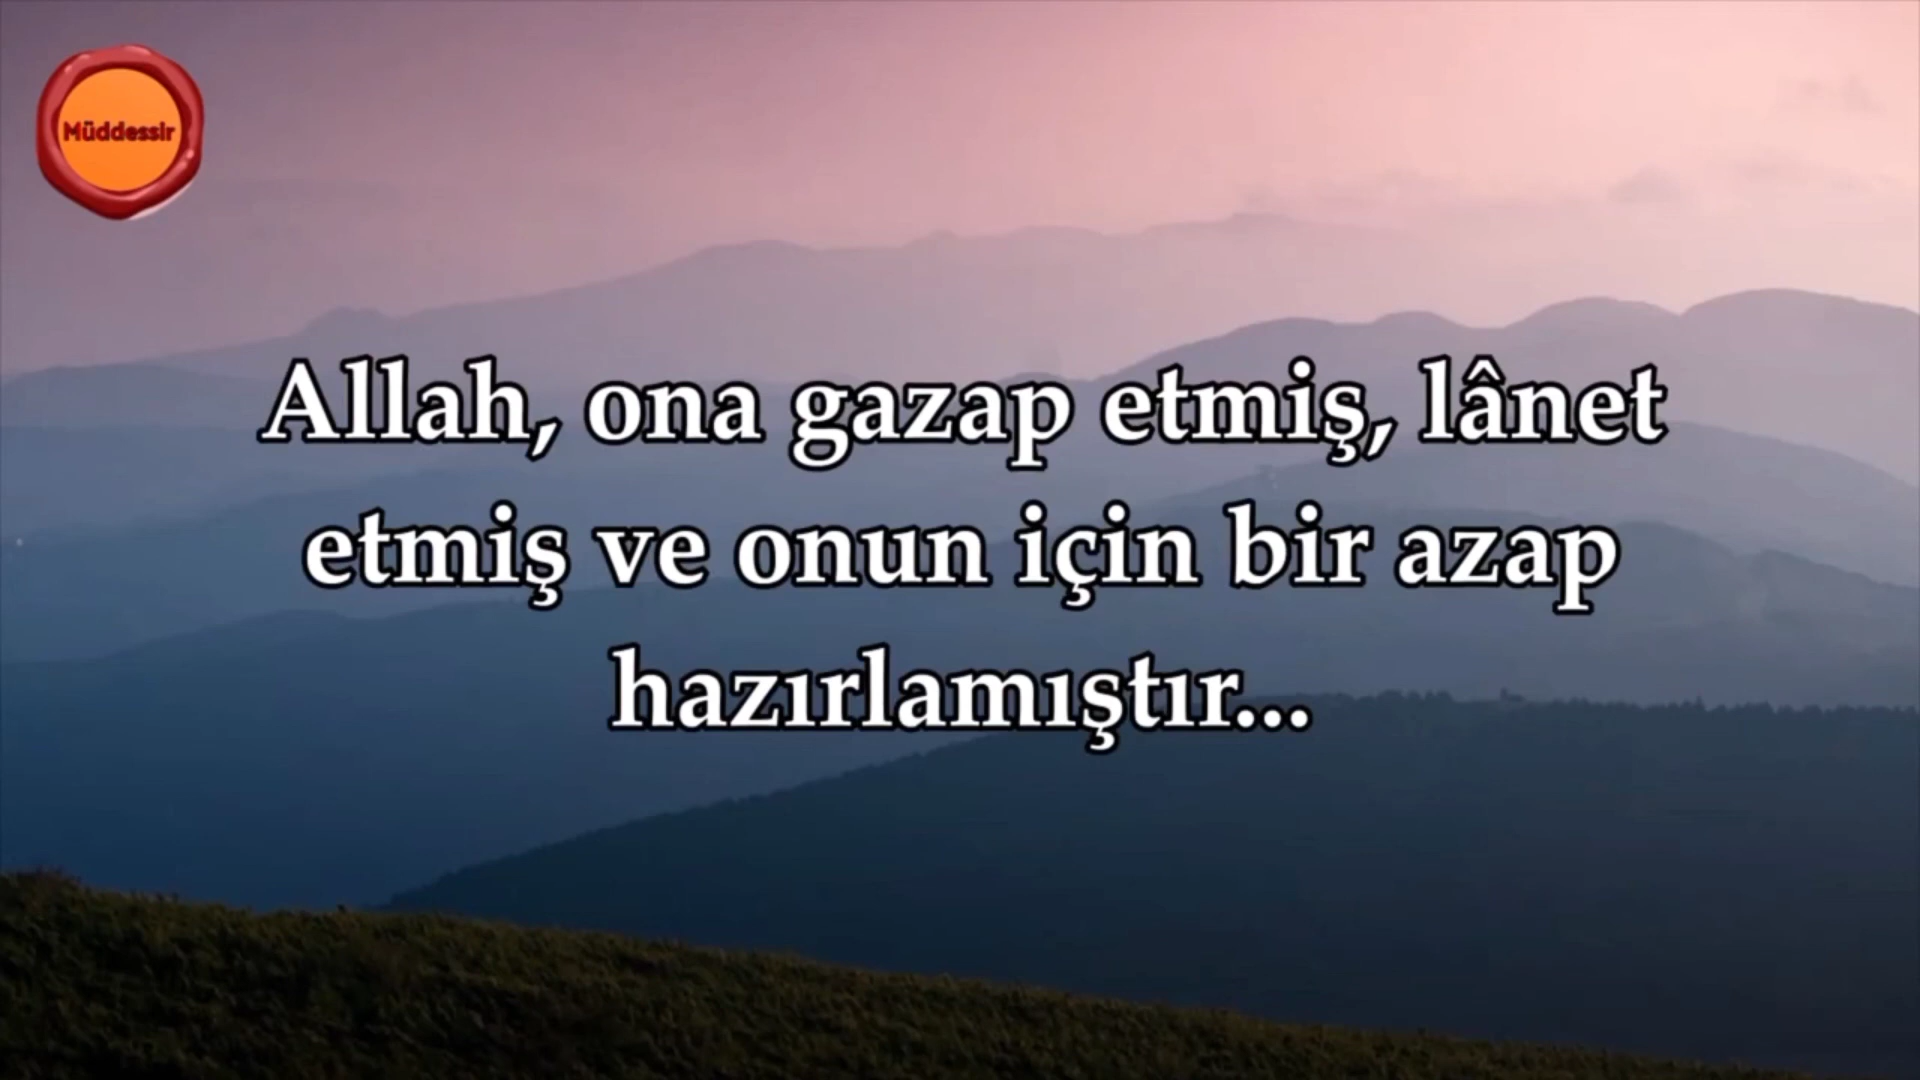 Müddessir
Allah, ona gazap etmiş, lânet
etmiş ve onun için bir azap
hazırlamıştır...